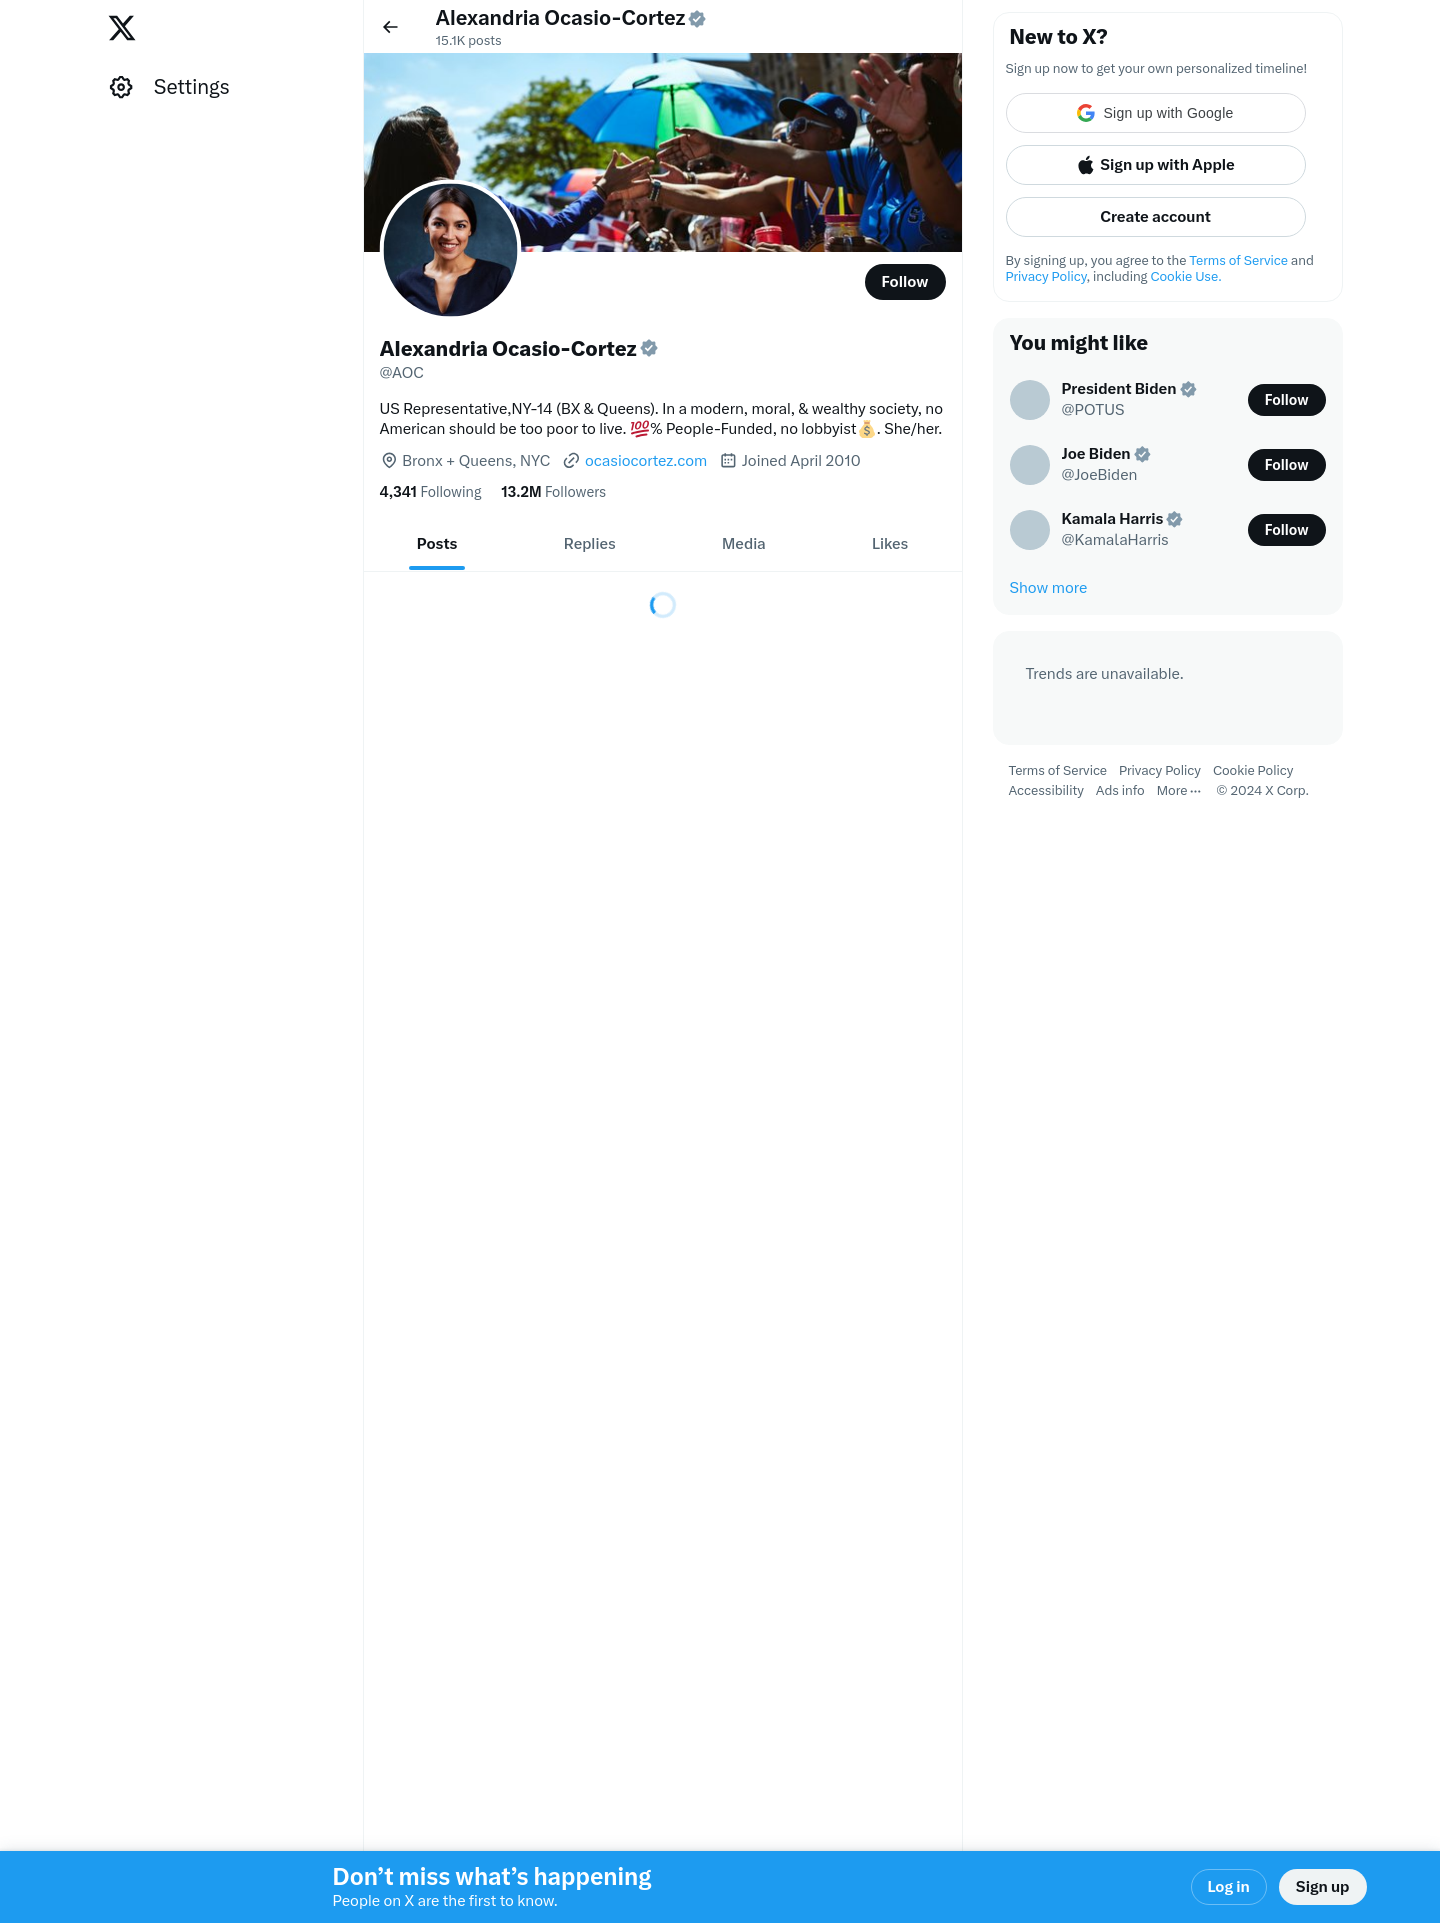 Settings
Alexandria Ocasio-Cortez
15.1K posts
Follow
Alexandria Ocasio-Cortez
@AOC
US Representative,NY-14 (BX & Queens). In a modern, moral, & wealthy society, no
American should be too poor to live. 💯% People-Funded, no lobbyist💰. She/her.
Bronx + Queens, NYC ocasiocortez.com Joined April 2010
4,341 Following 13.2M Followers
Posts Replies Media Likes
New to X?
Sign up now to get your own personalized timeline!
Sign up with Google
Sign up with Apple
Create account
By signing up, you agree to the Terms of Service and
Privacy Policy, including Cookie Use.
You might like
President Biden
@POTUS
Follow
Joe Biden
@JoeBiden
Follow
Kamala Harris
@KamalaHarris
Follow
Show more
Trends are unavailable.
Terms of Service Privacy Policy Cookie Policy
Accessibility Ads info More ··· © 2024 X Corp.
Don’t miss what’s happening
People on X are the first to know.
Log in Sign up